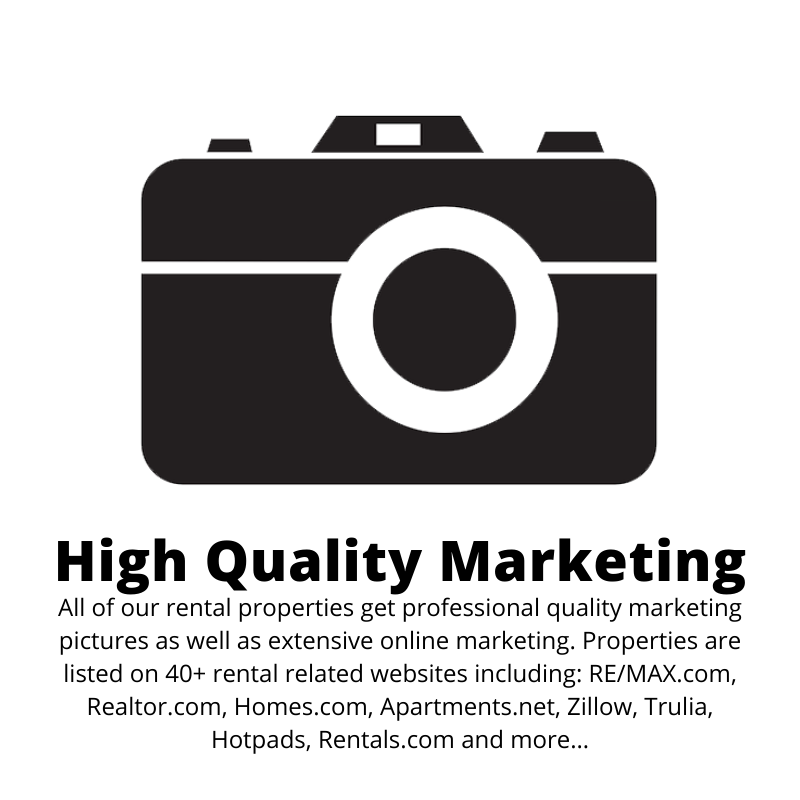 High Quality Marketing
All of our rental properties get professional quality marketing
pictures as well as extensive online marketing. Properties are
listed on 40+ rental related websites including: RE/MAX.com,
Realtor.com, Homes.com, Apartments.net, Zillow, Trulia,
Hotpads, Rentals.com and more...